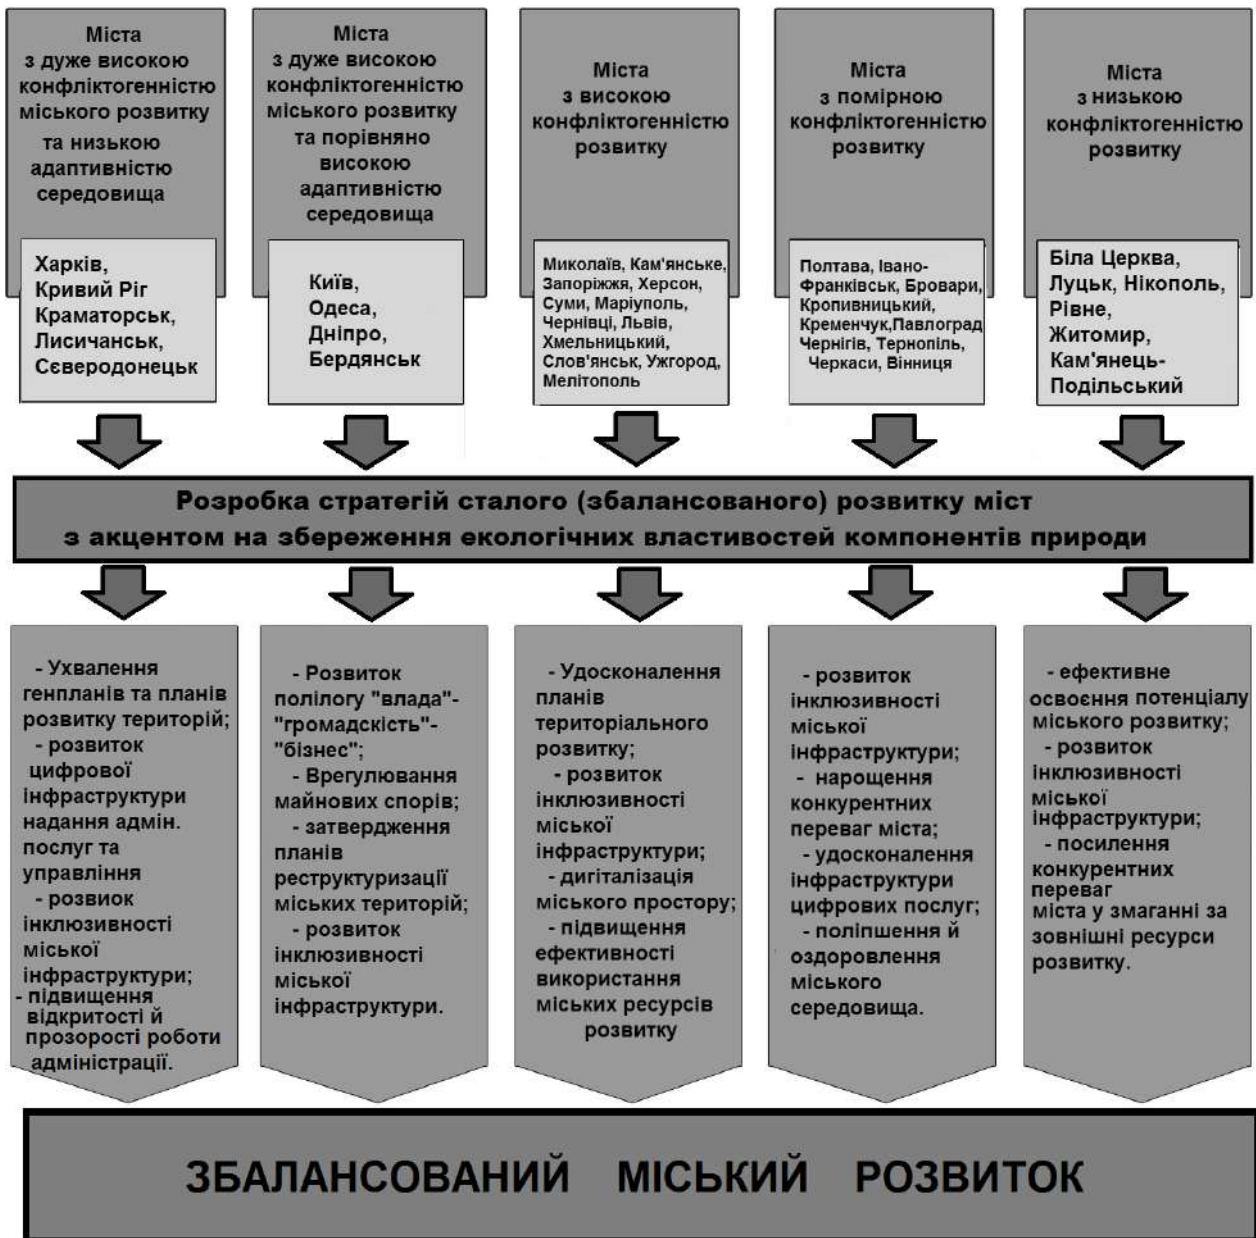 Міста
з дуже високою
конфліктогенністю
міського розвитку
та низькою
адаптивністю
середовища
Міста
з дуже високою
конфліктогенністю
міського розвитку
та порівняно
високою
адаптивністю
середовища
Міста
з високою
конфліктогенністю
розвитку
Міста
з помірною
конфліктогенністю
розвитку
Міста
з низькою
конфліктогенністю
розвитку
Харків,
Кривий Ріг
Краматорськ,
Лисичанськ,
Сєверодонецьк
Київ,
Одеса,
Дніпро,
Бердянськ
Миколаїв, Кам'янське,
Запоріжжя, Херсон,
Суми, Маріуполь,
Чернівці, Львів,
Хмельницький,
Слов'янськ, Ужгород,
Мелітополь
Полтава, Івано-
Франківськ, Бровари,
Кропивницький,
Кременчук,Павлоград
Чернігів, Тернопіль,
Черкаси, Вінниця
Біла Церква,
Луцьк, Нікополь,
Рівне,
Житомир,
Кам'янець-
Подільський
Розробка стратегій сталого (збалансованого) розвитку міст
з акцентом на збереження екологічних властивостей компонентів природи
- Ухвалення
генпланів та планів
розвитку територій;
- розвиток
цифрової
інфраструктури
надання адмін.
послуг та
управління
- розвиок
інклюзивності
міської
інфраструктури;
- підвищення
відкритості й
прозорості роботи
адміністрації.
- Розвиток
полілогу "влада"-
"громадскість"-
"бізнес";
- Врегулювання
майнових спорів;
- затвердження
планів
реструктуризації
міських територій;
- розвиток
інклюзивності
міської
інфраструктури.
- Удосконалення
планів
територіального
розвитку;
- розвиток
інклюзивності
міської
інфраструктури;
- дигіталізація
міського простору;
- підвищення
ефективності
використання
міських ресурсів
розвитку
- розвиток
інклюзивності
міської
інфраструктури;
- нарощення
конкурентних
переваг міста;
- удосконалення
інфраструктури
цифрових послуг;
- поліпшення й
оздоровлення
міського
середовища.
- ефективне
освоєння потенціалу
міського розвитку;
- розвиток
інклюзивності
міської
інфраструктури;
- посилення
конкурентних
переваг
міста у змаганні за
зовнішні ресурси
розвитку.
ЗБАЛАНСОВАНИЙ МІСЬКИЙ РОЗВИТОК